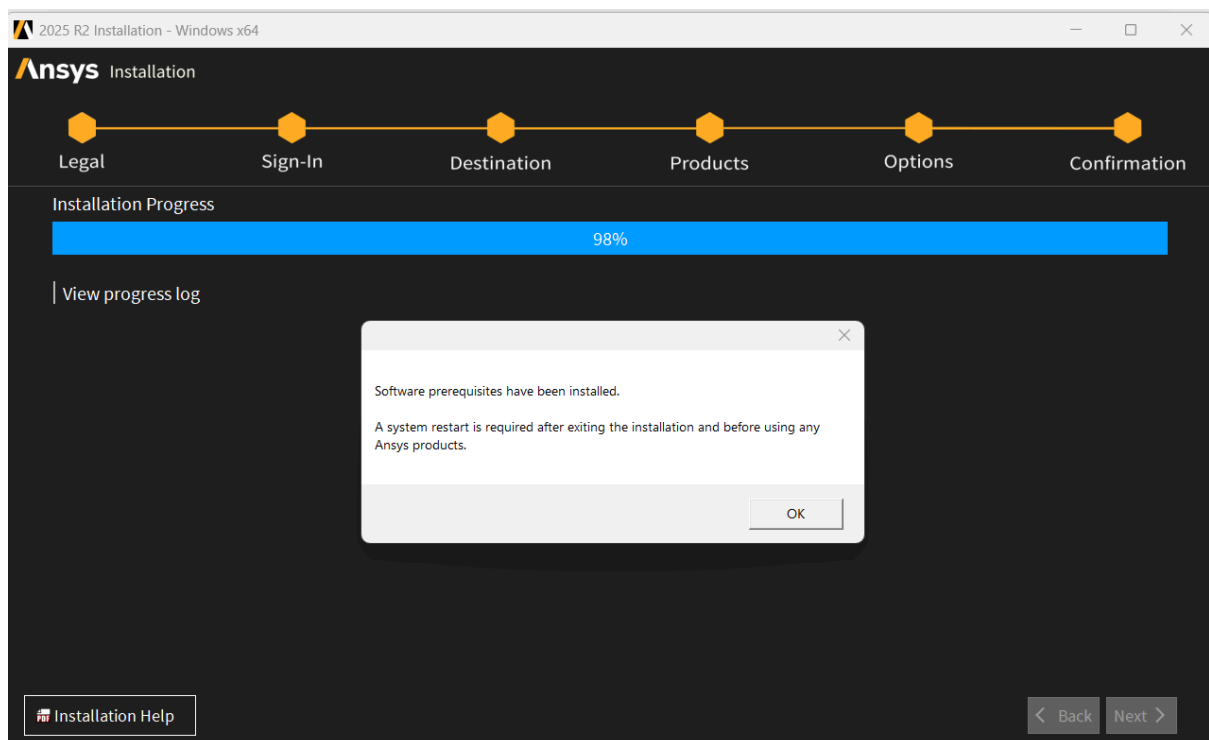 2025 R2 Installation - Windows x64
Ansys Installation
Legal Sign-In Destination Products Options Confirmation
Installation Progress
98%
View progress log
Software prerequisites have been installed.
A system restart is required after exiting the installation and before using any
Ansys products.
OK
PDF Installation Help
Back Next